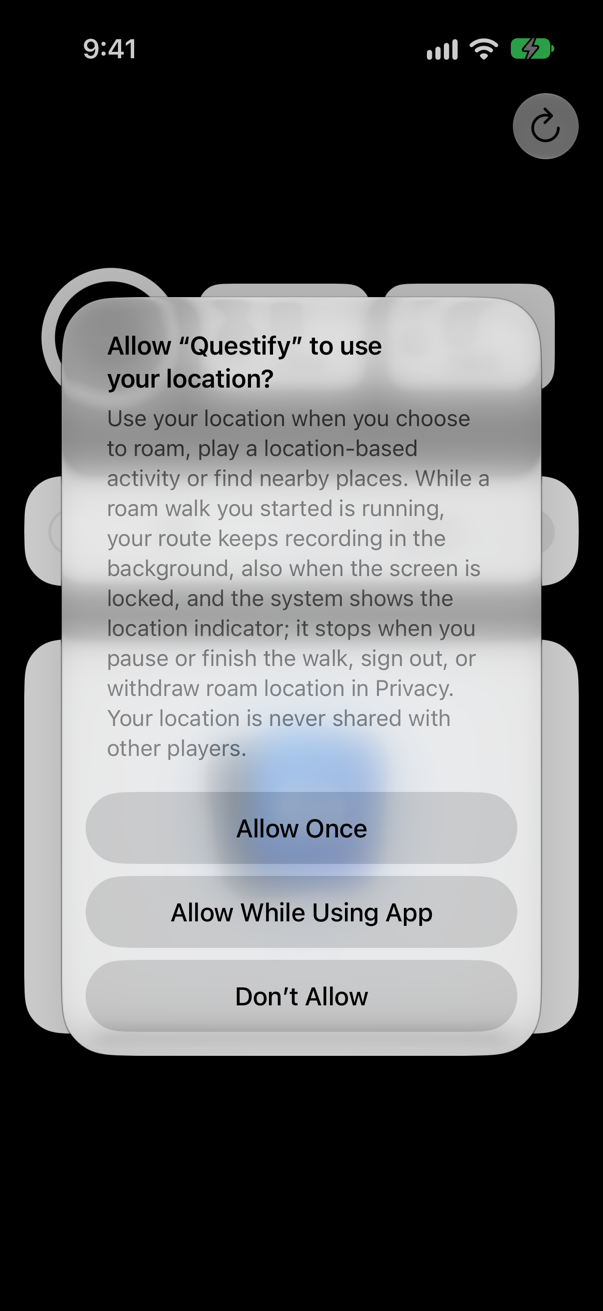 9:41
Allow “Questify” to use
your location?
Use your location when you choose
to roam, play a location-based
activity or find nearby places. While a
roam walk you started is running,
your route keeps recording in the
background, also when the screen is
locked, and the system shows the
location indicator; it stops when you
pause or finish the walk, sign out, or
withdraw roam location in Privacy.
Your location is never shared with
other players.
Allow Once
Allow While Using App
Don’t Allow